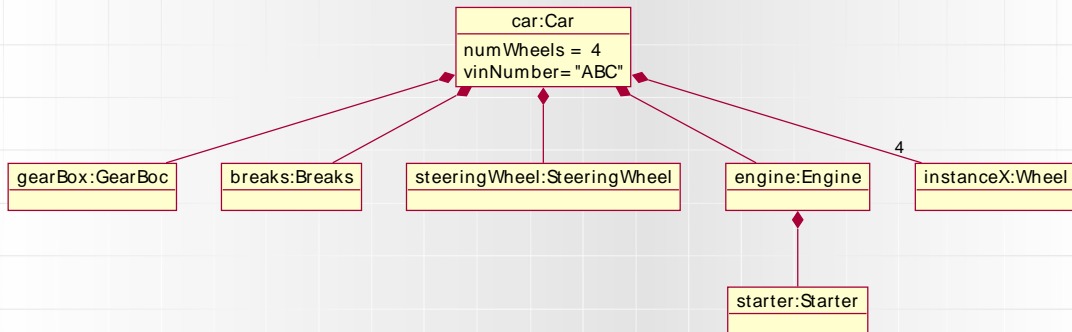 car:Car
numWheels = 4
vinNumber="ABC"
4
gearBox:GearBoc
breaks:Breaks
steeringWheel:SteeringWheel
engine:Engine
instanceX:Wheel
starter:Starter